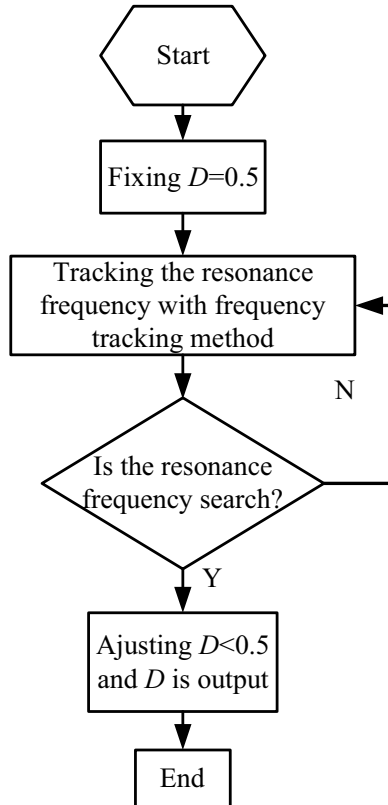 Start
Fixing D=0.5
Tracking the resonance
frequency with frequency
tracking method
N
Is the resonance
frequency search?
Y
Ajusting D<0.5
and D is output
End